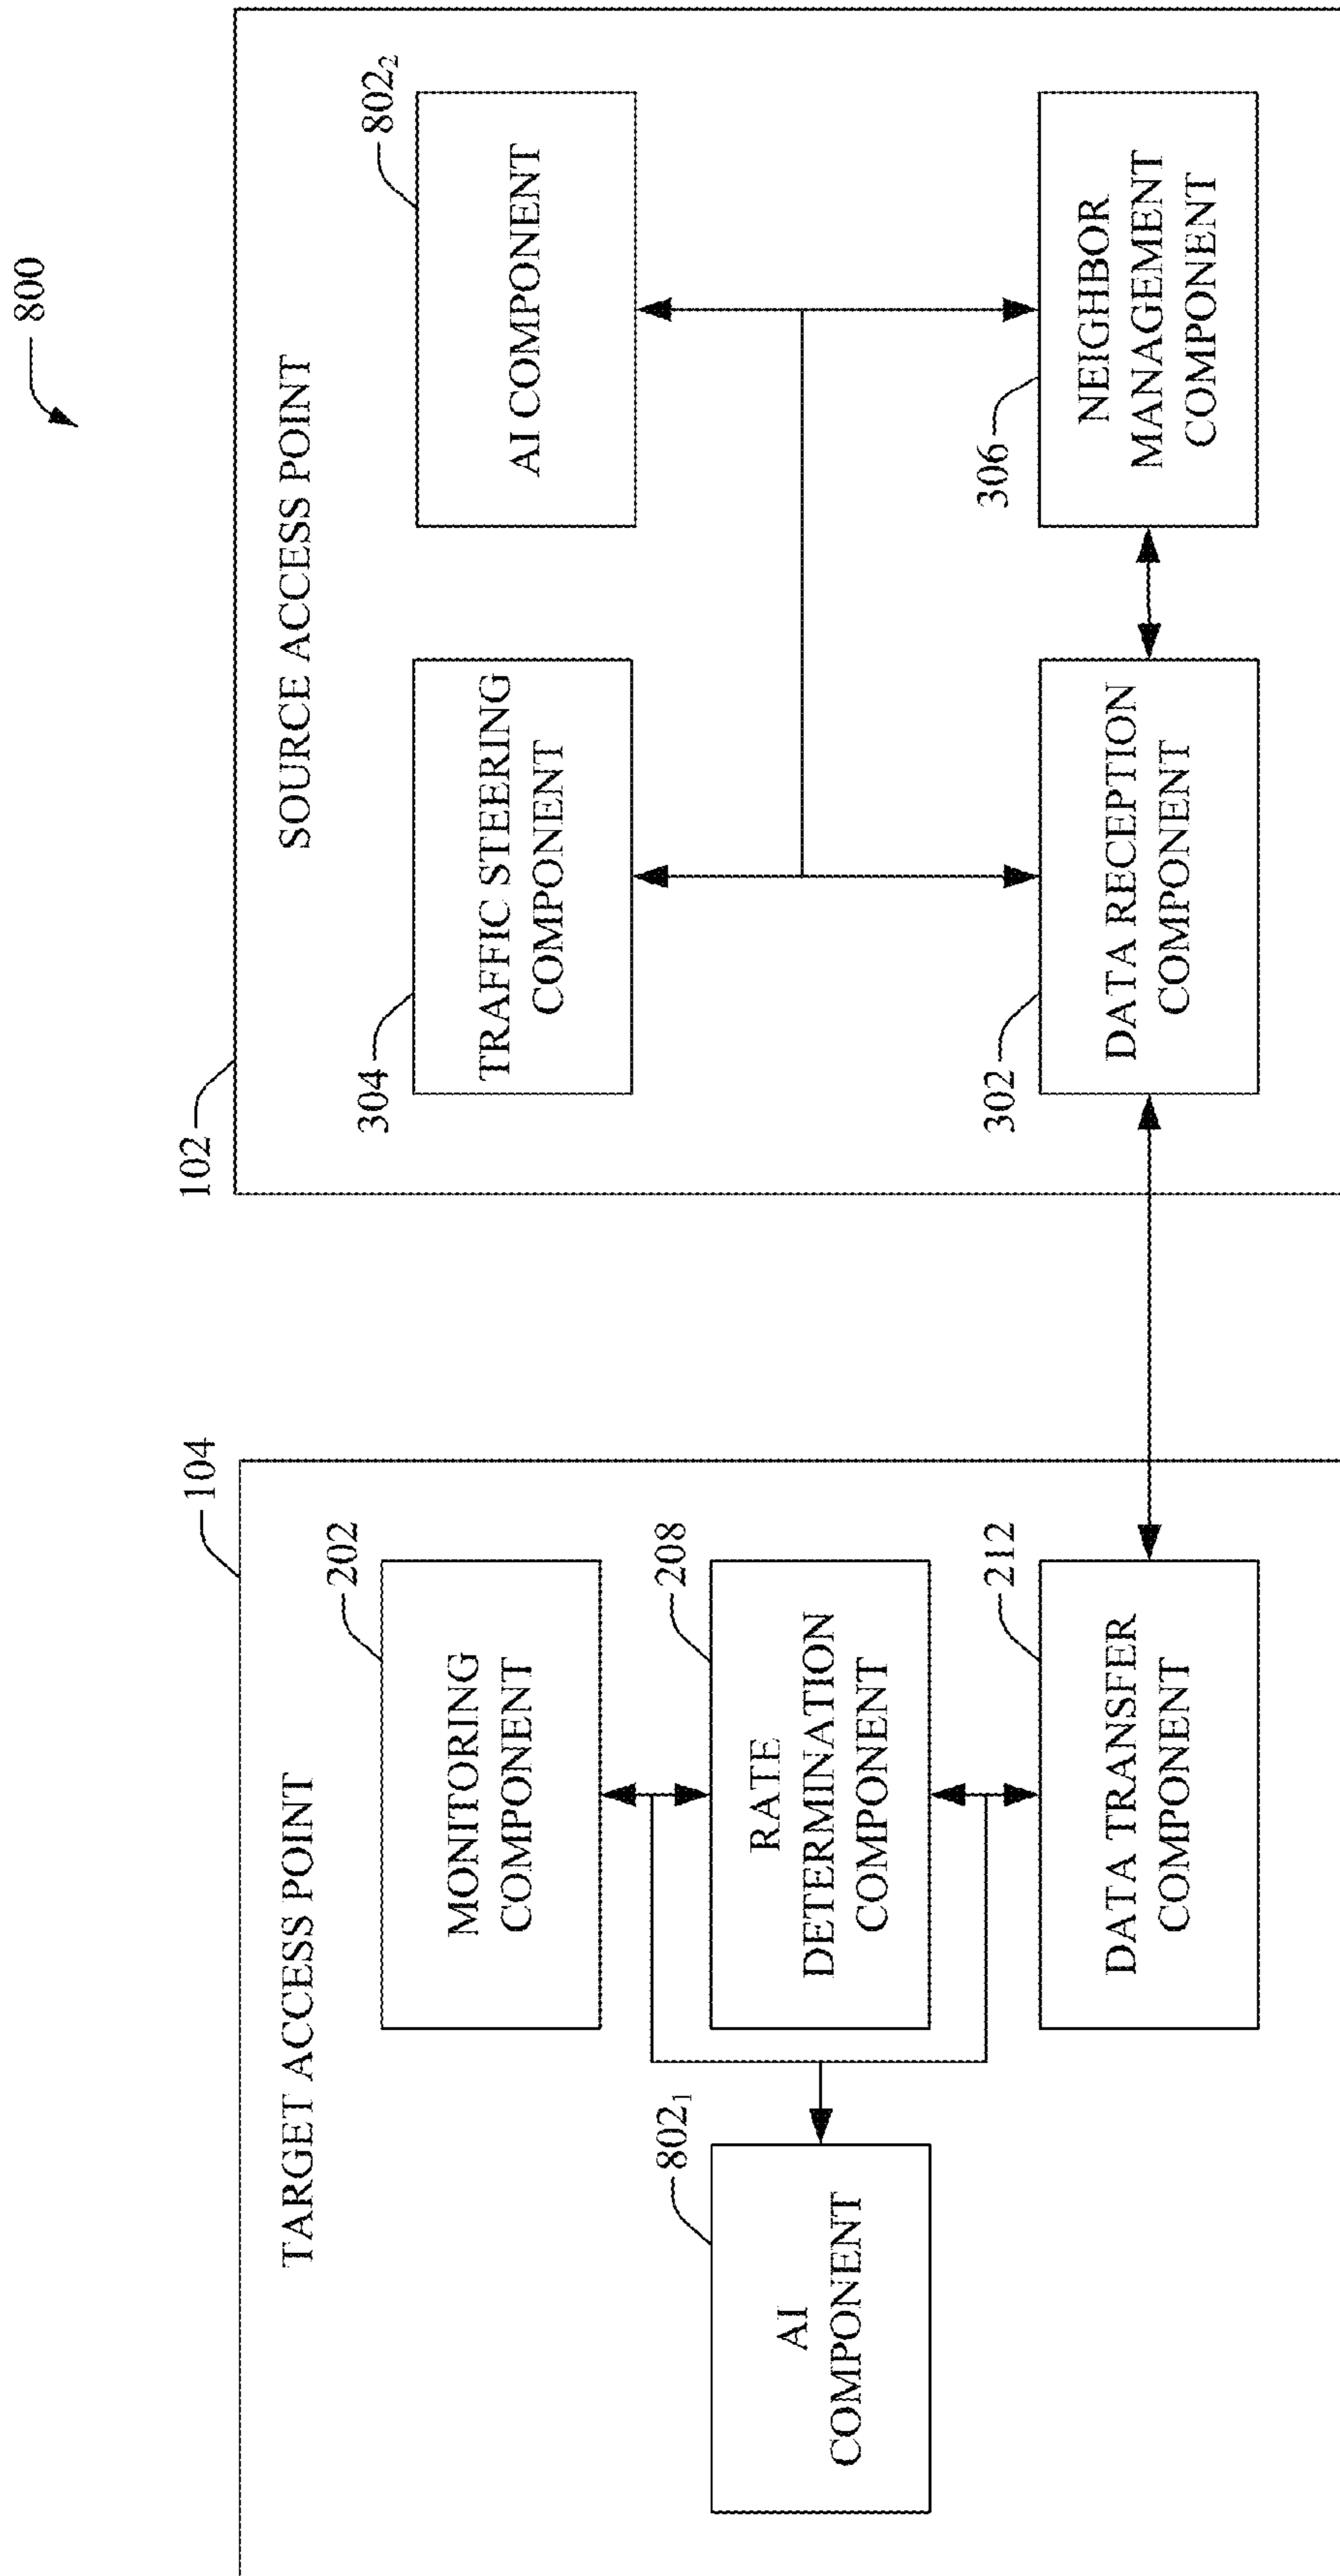 800
104
TARGET ACCESS POINT
202
MONITORING
COMPONENT
802₁
208
AI
COMPONENT
RATE
DETERMINATION
COMPONENT
212
DATA TRANSFER
COMPONENT
102
SOURCE ACCESS POINT
304
TRAFFIC STEERING
COMPONENT
802₂
AI COMPONENT
302
DATA RECEPTION
COMPONENT
306
NEIGHBOR
MANAGEMENT
COMPONENT